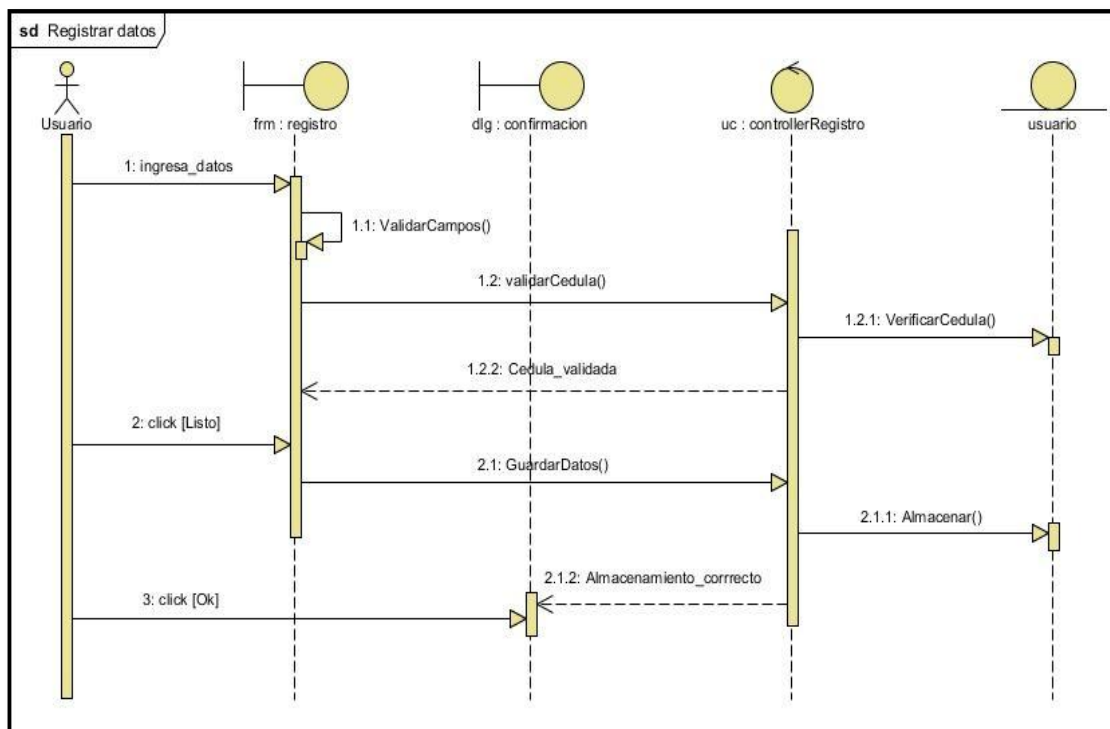 sd Registrar datos
Usuario
frm : registro
dlg : confirmacion
uc : controllerRegistro
usuario
1: ingresa_datos
1.1: ValidarCampos()
1.2: validarCedula()
1.2.1: VerificarCedula()
1.2.2: Cedula_validada
2: click [Listo]
2.1: GuardarDatos()
2.1.1: Almacenar()
2.1.2: Almacenamiento_corrrecto
3: click [Ok]